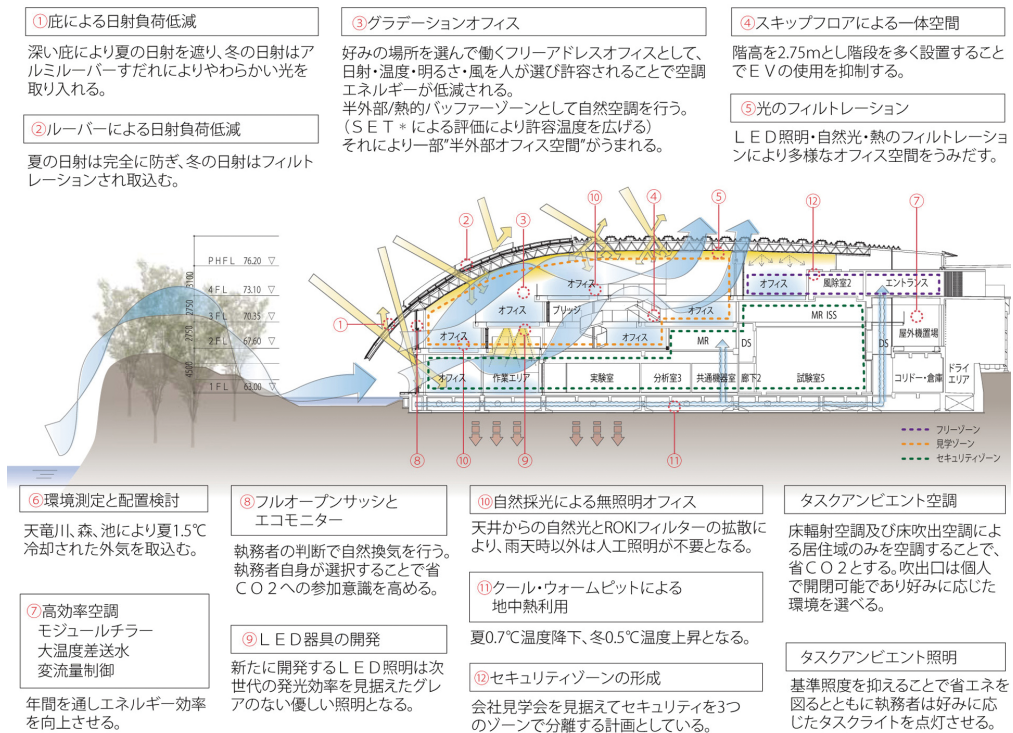 ①庇による日射負荷低減
深い庇により夏の日射を遮り、冬の日射はア
ルミルーバーすだれによりやわらかい光を
取り入れる。
②ルーバーによる日射負荷低減
夏の日射は完全に防ぎ、冬の日射はフィルト
レーションされ取込む。
③グラデーションオフィス
好みの場所を選んで働くフリーアドレスオフィスとして、
日射・温度・明るさ・風を人が選び許容されることで空調
エネルギーが低減される。
半外部/熱的バッファーゾーンとして自然空調を行う。
(SET*による評価により許容温度を広げる)
それにより一部"半外部オフィス空間"がうまれる。
④スキップフロアによる一体空間
階高を2.75mとし階段を多く設置すること
でEVの使用を抑制する。
⑤光のフィルトレーション
LED照明・自然光・熱のフィルトレーショ
ンにより多様なオフィス空間をうみだす。
② ③ ⑩ ④ ⑤ ⑫ ⑦
PHFL 76.20
3100
4FL 73.10
2750
3FL 70.35
2750
2FL 67.60
4500
1FL 63.00
①
オフィス
オフィス
ブリッジ
オフィス
オフィス
風除室2
エントランス
MR ISS
オフィス
オフィス
MR
DS
DS
屋外機置場
オフィス
作業エリア
実験室
分析室3
共通機器室
廊下2
試験室5
コリドー・倉庫
ドライ
エリア
⑧ ⑩ ⑨ ⑪
フリーゾーン
見学ゾーン
セキュリティゾーン
⑥環境測定と配置検討
天竜川、森、池により夏1.5℃
冷却された外気を取込む。
⑦高効率空調
モジュールチラー
大温度差送水
変流量制御
年間を通しエネルギー効率
を向上させる。
⑧フルオープンサッシと
エコモニター
執務者の判断で自然換気を行う。
執務者自身が選択することで省
CO2への参加意識を高める。
⑨LED器具の開発
新たに開発するLED照明は次
世代の発光効率を見据えたグレ
アのない優しい照明となる。
⑩自然採光による無照明オフィス
天井からの自然光とROKIフィルターの拡散に
より、雨天時以外は人工照明が不要となる。
⑪クール・ウォームピットによる
地中熱利用
夏0.7℃温度降下、冬0.5℃温度上昇となる。
⑫セキュリティゾーンの形成
会社見学会を見据えてセキュリティを3つ
のゾーンで分離する計画としている。
タスクアンビエント空調
床輻射空調及び床吹出空調によ
る居住域のみを空調することで、
省CO2とする。吹出口は個人
で開閉可能であり好みに応じた
環境を選べる。
タスクアンビエント照明
基準照度を抑えることで省エネを
図るとともに執務者は好みに応
じたタスクライトを点灯させる。